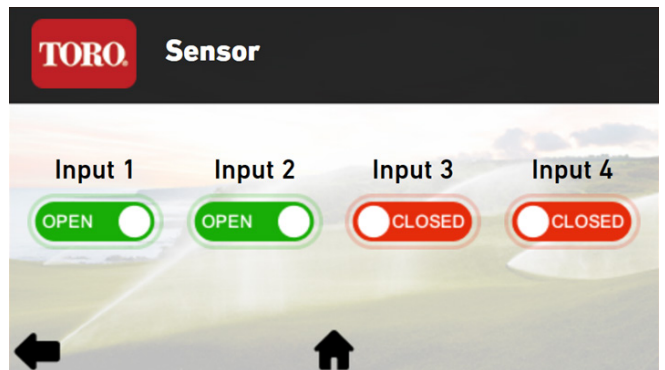 TORO. Sensor
Input 1 Input 2 Input 3 Input 4
OPEN OPEN CLOSED CLOSED